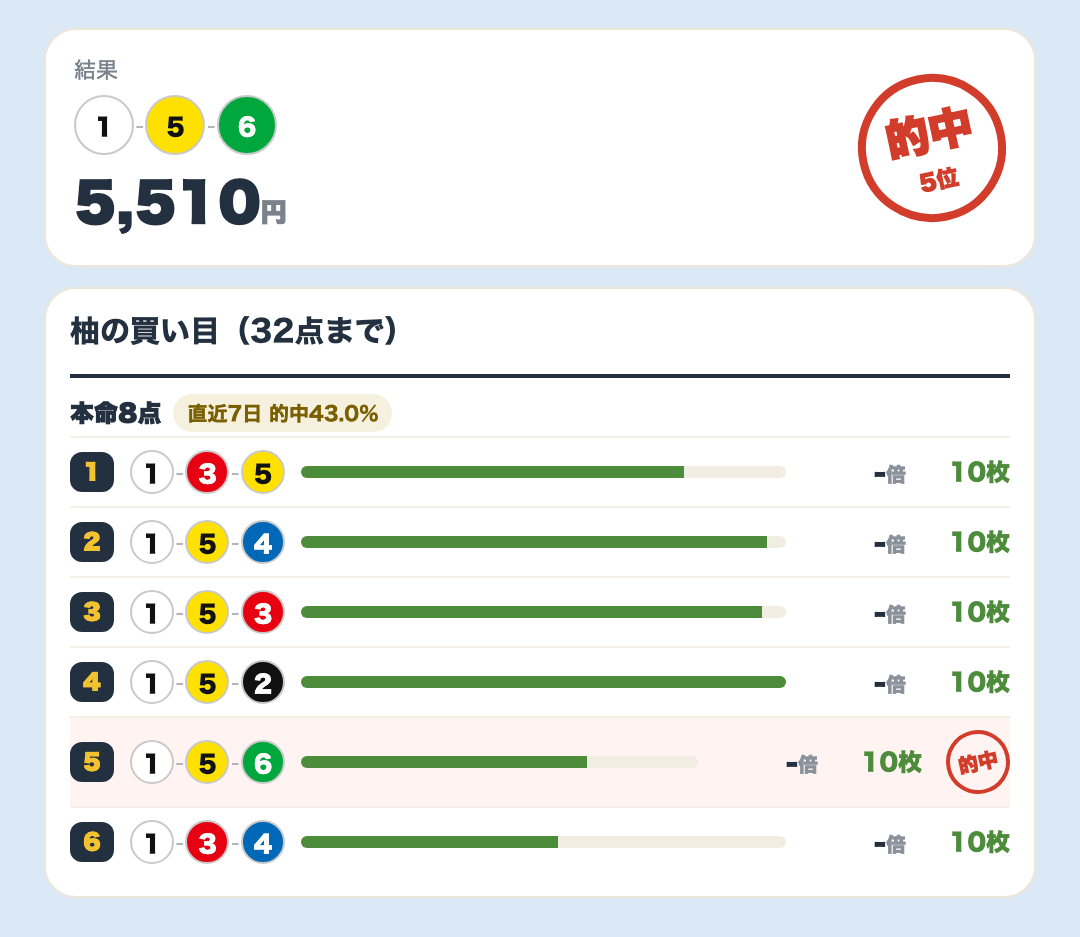 結果
1-5-6
5,510円
的中
5位
柚の買い目（32点まで）
本命8点 直近7日 的中43.0%
1 1-3-5 -倍 10枚
2 1-5-4 -倍 10枚
3 1-5-3 -倍 10枚
4 1-5-2 -倍 10枚
5 1-5-6 -倍 10枚 的中
6 1-3-4 -倍 10枚